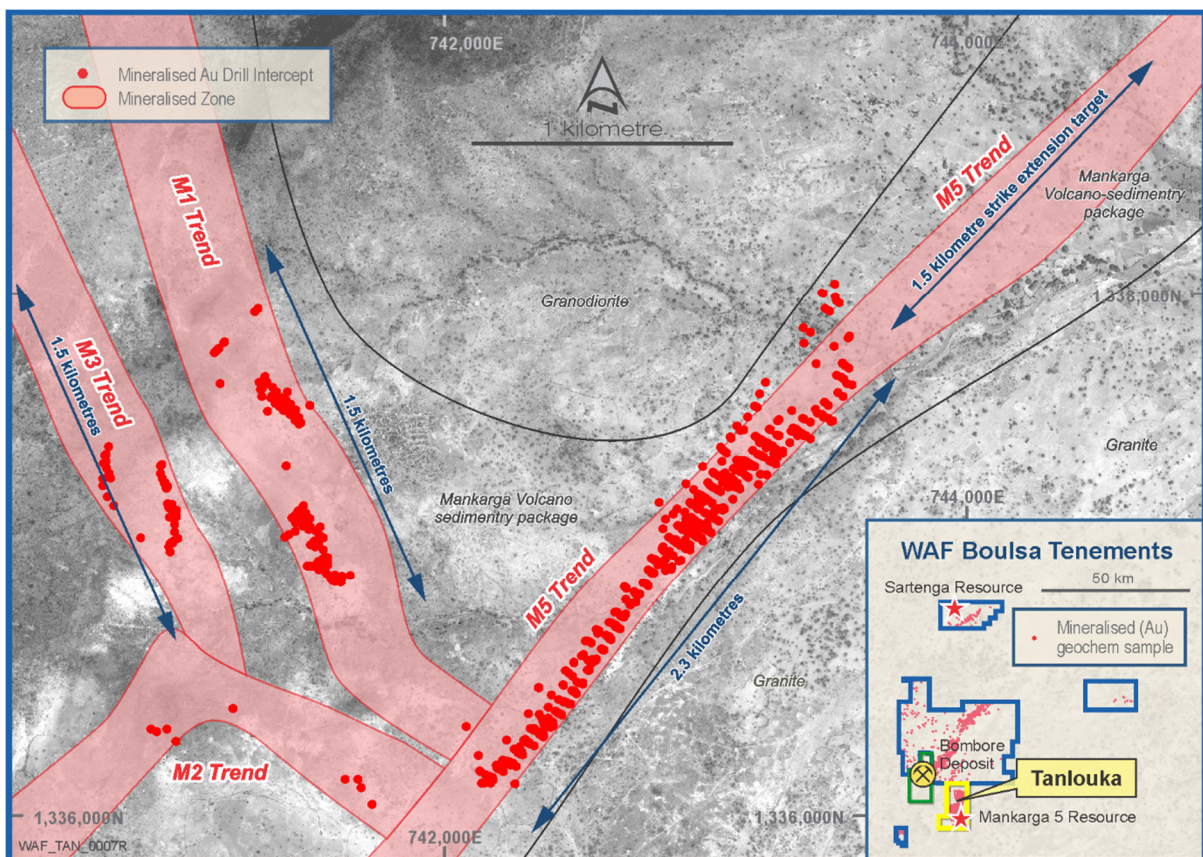 742,000E
744,000E
Mineralised Au Drill Intercept
Mineralised Zone
N
1 kilometre
M5 Trend
1.5 kilometre strike extension target
Mankarga
Volcano-sedimentry
package
M1 Trend
Granodiorite
1,338,000N
M3 Trend
1.5 kilometres
1.5 kilometres
Granite
Mankarga Volcano
sedimentry package
744,000E
M5 Trend
2.3 kilometres
Granite
M2 Trend
1,336,000N
742,000E
1,336,000N
WAF_TAN_0007R
WAF Boulsa Tenements
50 km
Sartenga Resource
Mineralised (Au)
geochem sample
Bombore
Deposit
Tanlouka
Mankarga 5 Resource